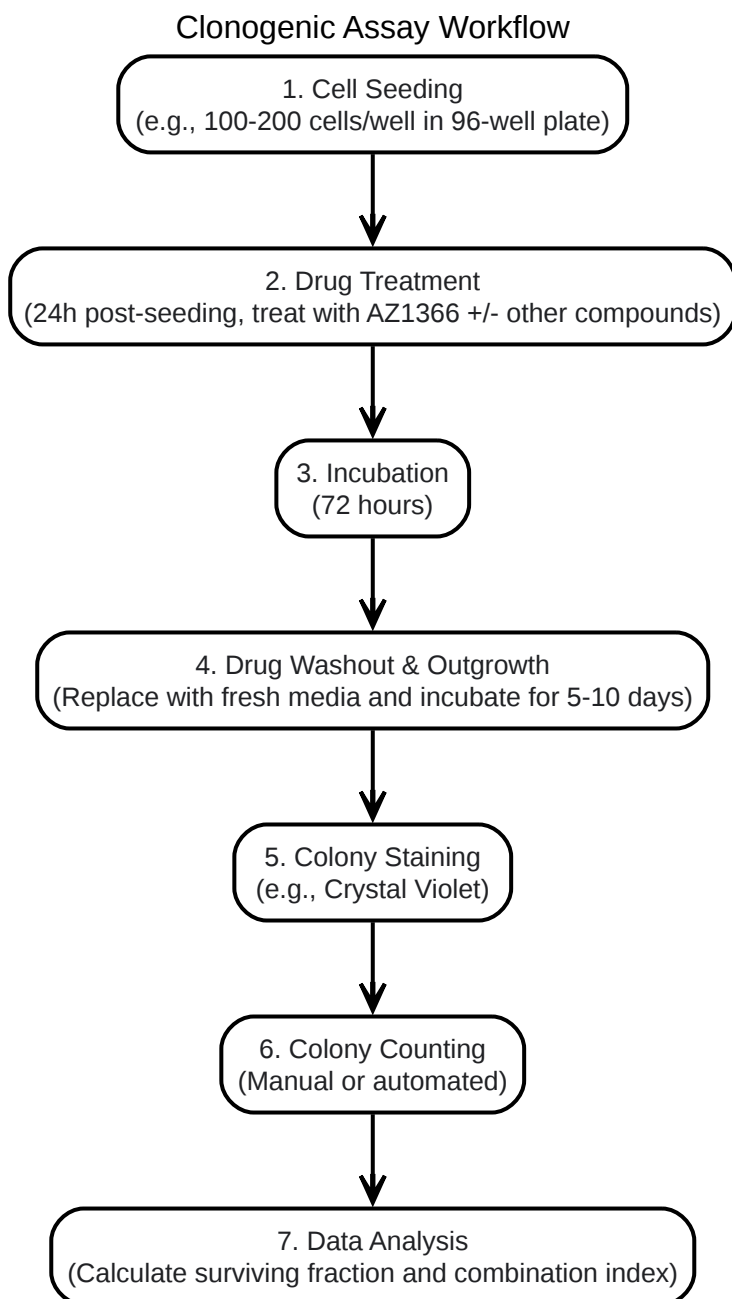 Clonogenic Assay Workflow
1. Cell Seeding
(e.g., 100-200 cells/well in 96-well plate)
2. Drug Treatment
(24h post-seeding, treat with AZ1366 +/- other compounds)
3. Incubation
(72 hours)
4. Drug Washout & Outgrowth
(Replace with fresh media and incubate for 5-10 days)
5. Colony Staining
(e.g., Crystal Violet)
6. Colony Counting
(Manual or automated)
7. Data Analysis
(Calculate surviving fraction and combination index)